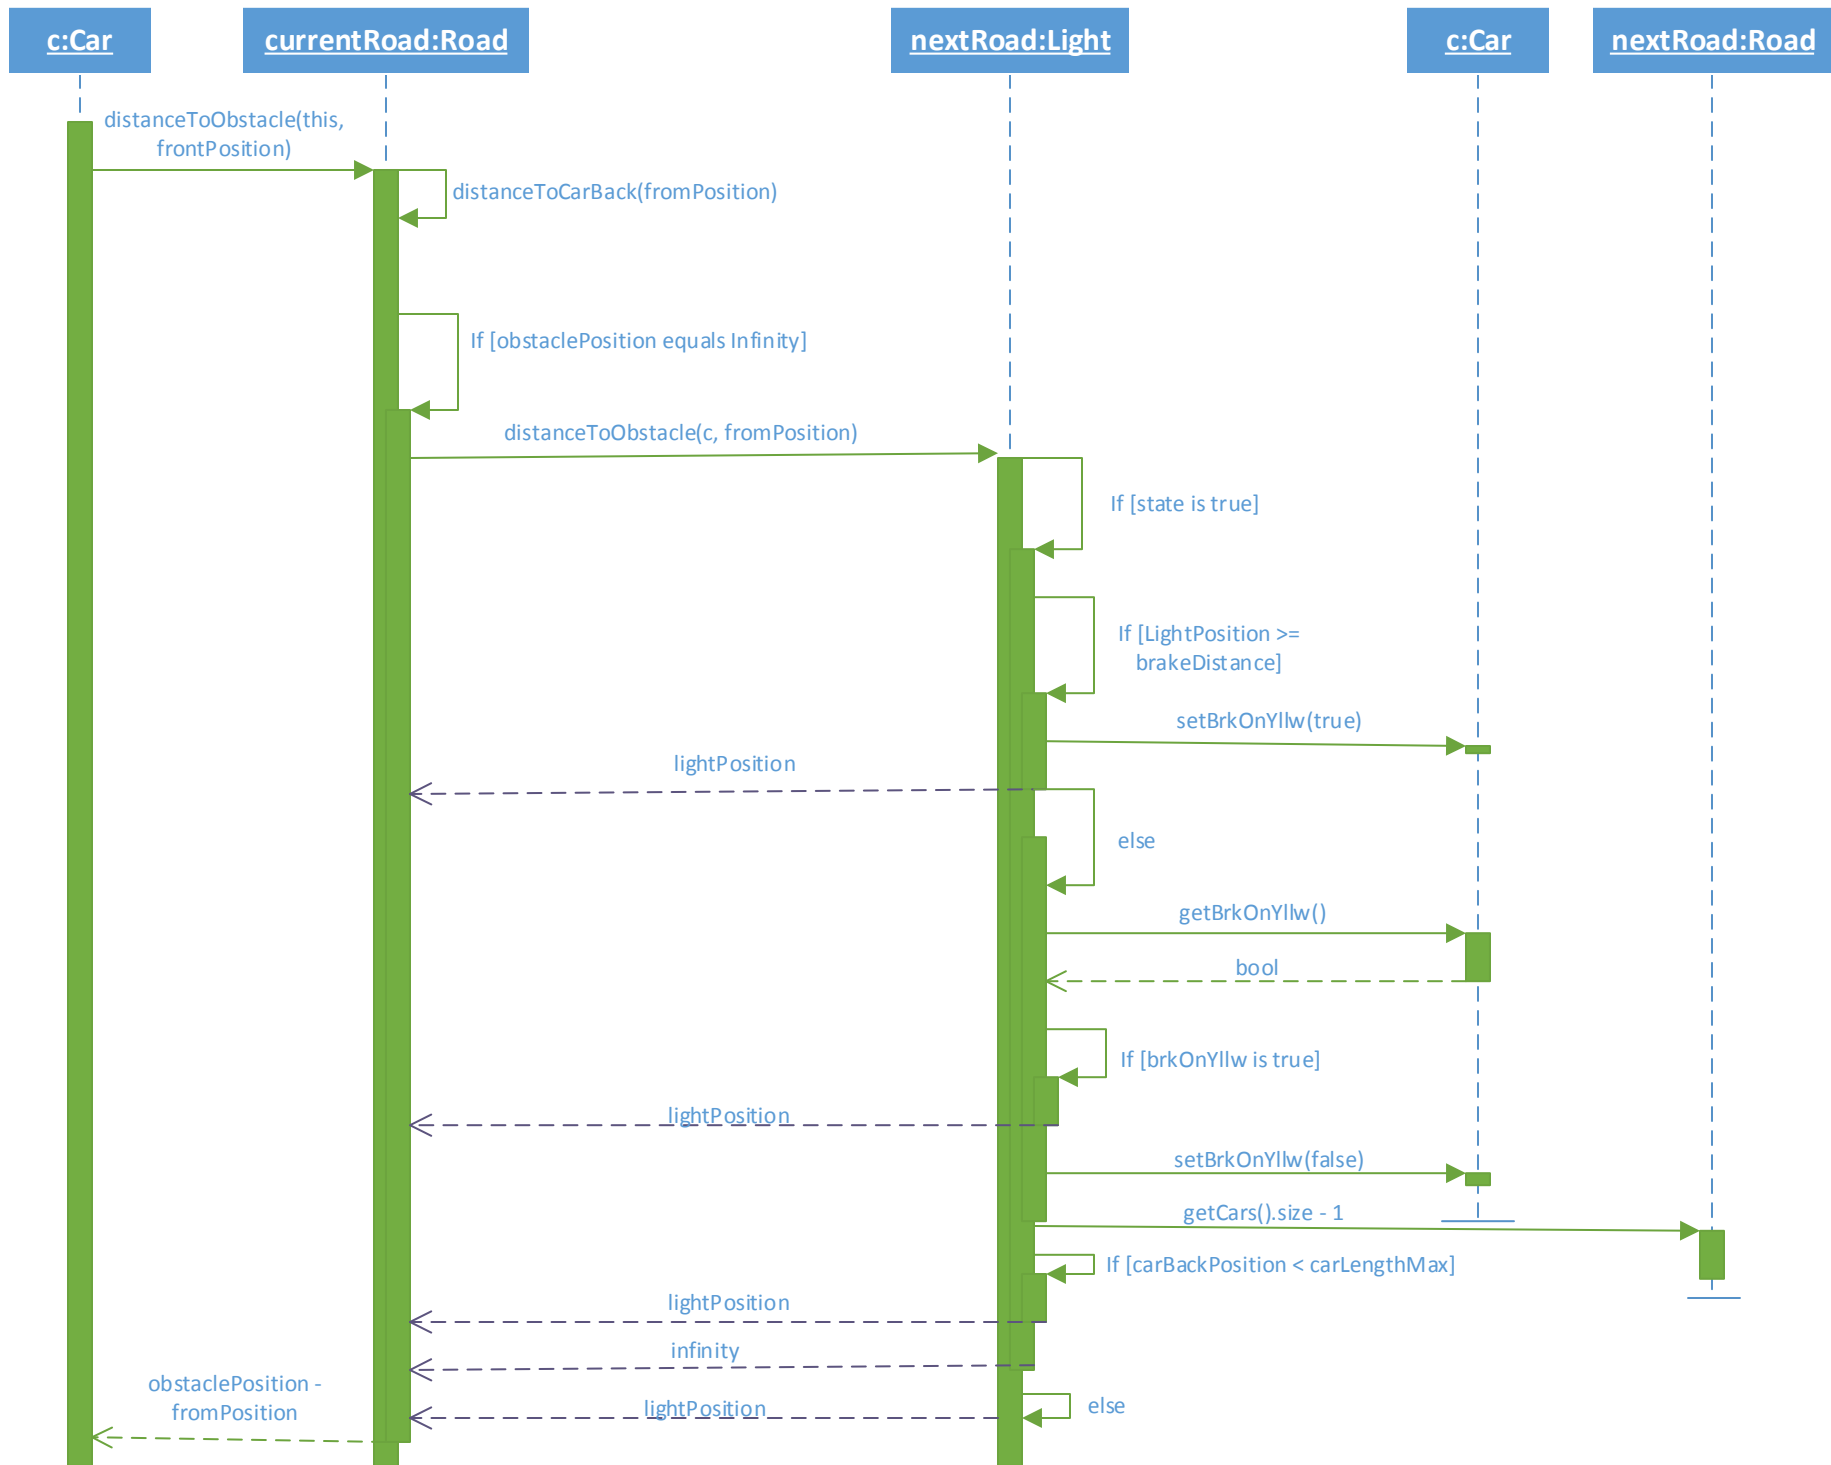 c:Car
currentRoad:Road
nextRoad:Light
c:Car
nextRoad:Road
distanceToObstacle(this,
frontPosition)
distanceToCarBack(fromPosition)
If [obstaclePosition equals Infinity]
distanceToObstacle(c, fromPosition)
If [state is true]
If [LightPosition >=
brakeDistance]
setBrkOnYllw(true)
lightPosition
else
getBrkOnYllw()
bool
If [brkOnYllw is true]
lightPosition
setBrkOnYllw(false)
getCars().size - 1
If [carBackPosition < carLengthMax]
lightPosition
infinity
obstaclePosition -
fromPosition
lightPosition
else